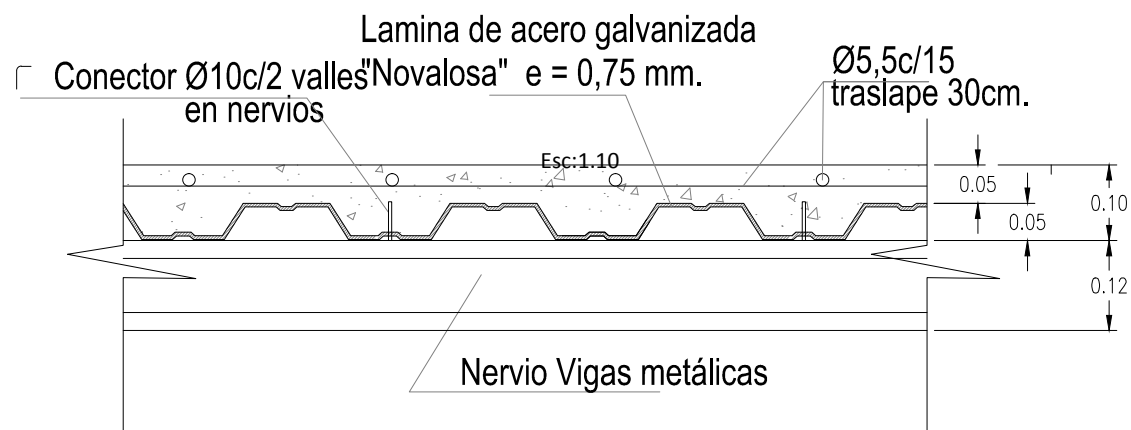 Lamina de acero galvanizada
"Novalosa" e = 0,75 mm.
Conector Ø10c/2 valles
en nervios
Ø5,5c/15
traslape 30cm.
Esc:1.10
0.05
0.10
0.05
0.12
Nervio Vigas metálicas